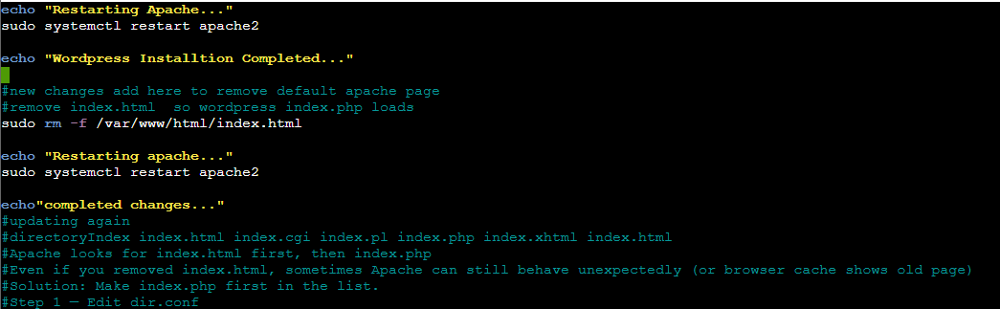 echo "Restarting Apache..."
sudo systemctl restart apache2
echo "Wordpress Installtion Completed..."
#new changes add here to remove default apache page
#remove index.html  so wordpress index.php loads
sudo rm -f /var/www/html/index.html
echo "Restarting apache..."
sudo systemctl restart apache2
echo"completed changes..."
#updating again
#directoryIndex index.html index.cgi index.pl index.php index.xhtml index.html
#Apache looks for index.html first, then index.php
#Even if you removed index.html, sometimes Apache can still behave unexpectedly (or browser cache shows old page)
#Solution: Make index.php first in the list.
#Step 1 — Edit dir.conf